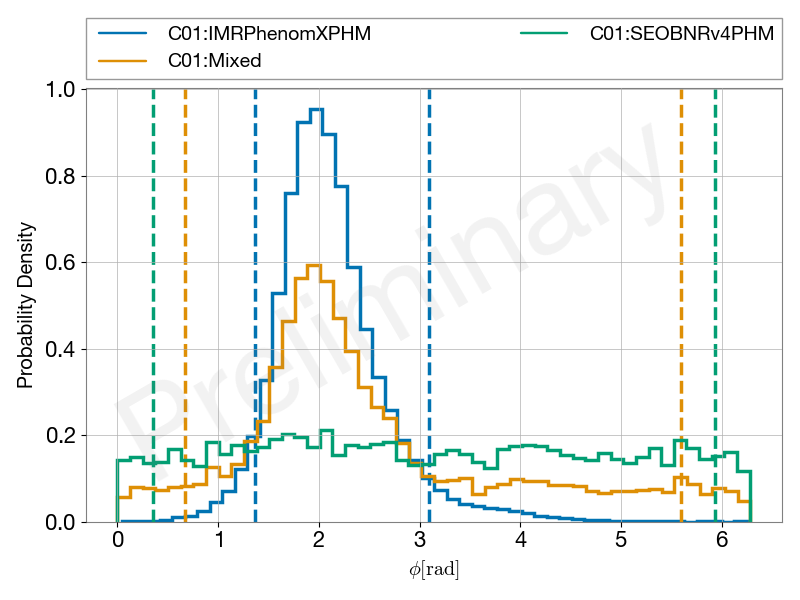 C01:IMRPhenomXPHM
C01:SEOBNRv4PHM
C01:Mixed
1.0
0.8
0.6
0.4
0.2
0.0
Probability Density
Preliminary
0 1 2 3 4 5 6
ϕ[rad]